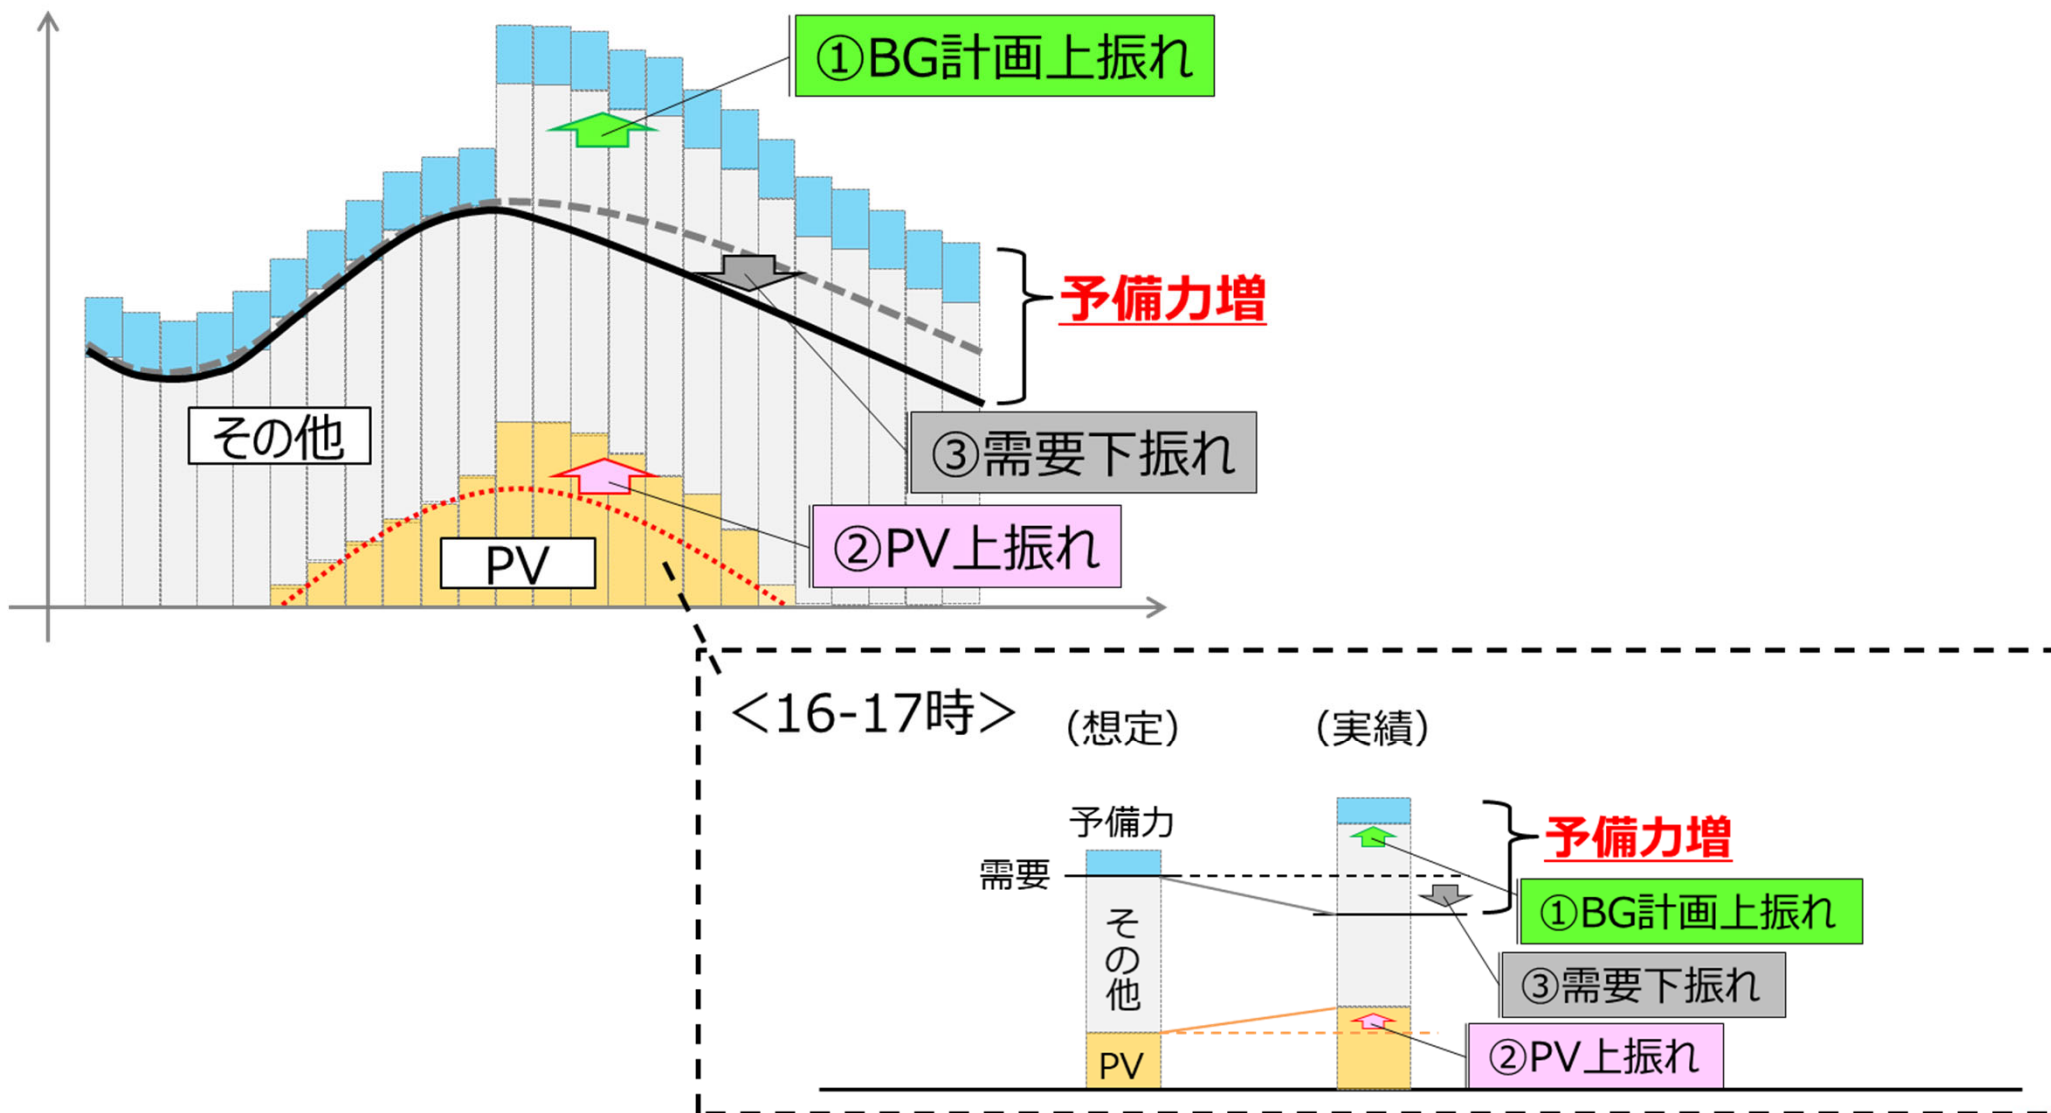 ①BG計画上振れ
予備力増
その他
③需要下振れ
②PV上振れ
PV
＜16-17時＞
（想定）
（実績）
予備力
需要
予備力増
①BG計画上振れ
その他
③需要下振れ
②PV上振れ
PV